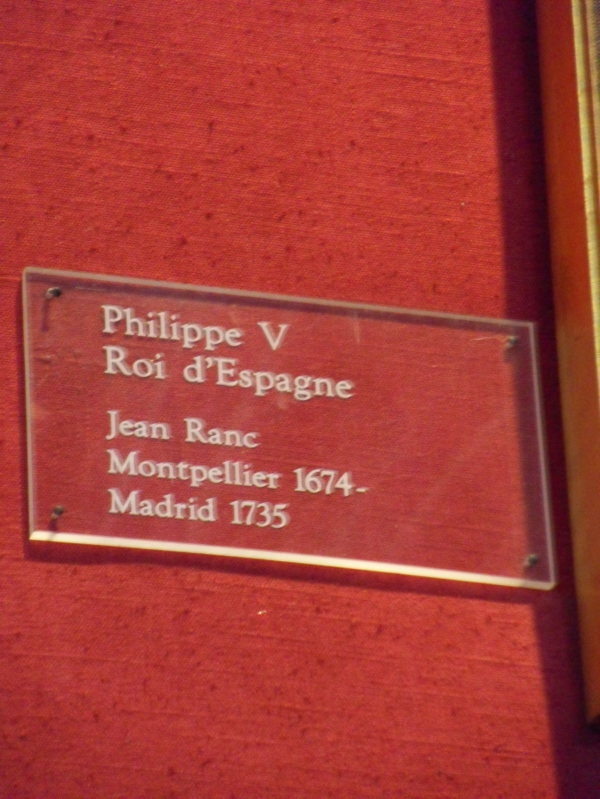 Philippe V
Roi d'Espagne
Jean Ranc
Montpellier 1674-
Madrid 1735